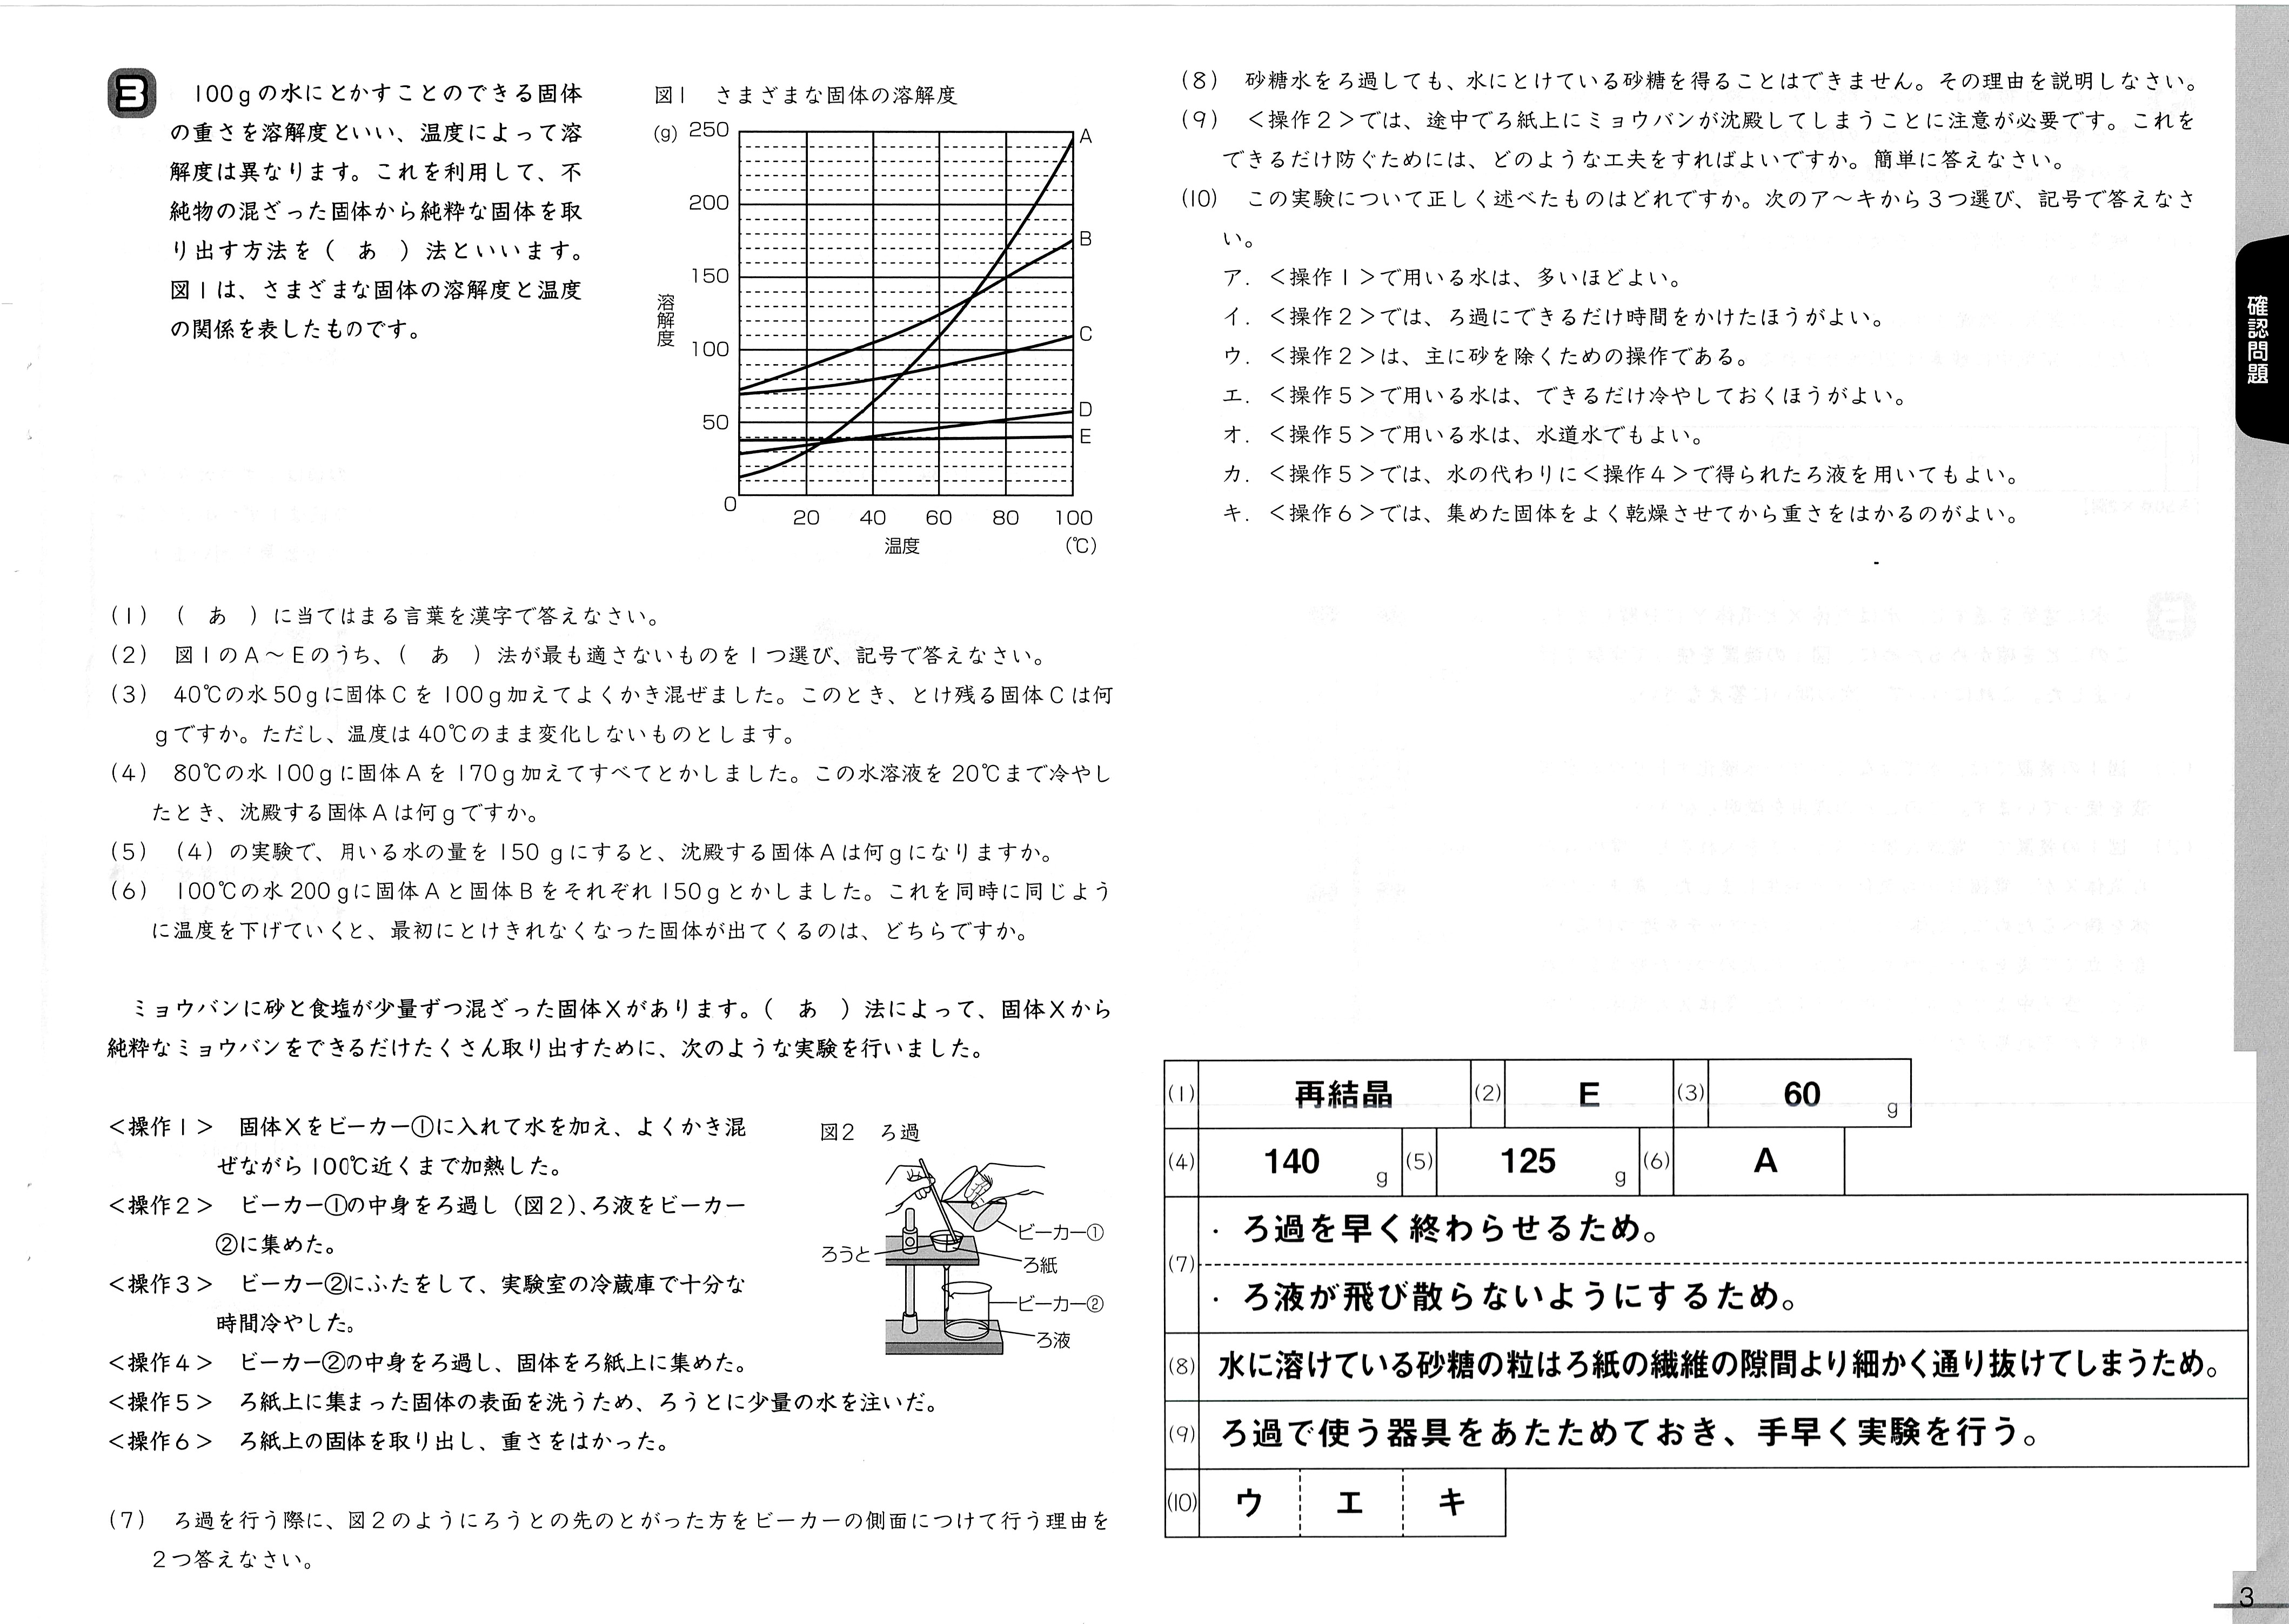 3
100gの水にとかすことのできる固体
の重さを溶解度といい、温度によって溶
解度は異なります。これを利用して、不
純物の混ざった固体から純粋な固体を取
り出す方法を( あ )法といいます。
図1は、さまざまな固体の溶解度と温度
の関係を表したものです。
図1 さまざまな固体の溶解度
(g) 250
200
150
100
50
0
溶解度
20 40 60 80 100
温度 (℃)
A
B
C
D
E
(1) ( あ )に当てはまる言葉を漢字で答えなさい。
(2) 図1のA〜Eのうち、( あ )法が最も適さないものを1つ選び、記号で答えなさい。
(3) 40℃の水50gに固体Cを100g加えてよくかき混ぜました。このとき、とけ残る固体Cは何
gですか。ただし、温度は40℃のまま変化しないものとします。
(4) 80℃の水100gに固体Aを170g加えてすべてとかしました。この水溶液を20℃まで冷やし
たとき、沈殿する固体Aは何gですか。
(5) (4)の実験で、用いる水の量を150gにすると、沈殿する固体Aは何gになりますか。
(6) 100℃の水200gに固体Aと固体Bをそれぞれ150gとかしました。これを同時に同じよう
に温度を下げていくと、最初にとけきれなくなった固体が出てくるのは、どちらですか。
ミョウバンに砂と食塩が少量ずつ混ざった固体Xがあります。( あ )法によって、固体Xから
純粋なミョウバンをできるだけたくさん取り出すために、次のような実験を行いました。
<操作1> 固体Xをビーカー①に入れて水を加え、よくかき混
ぜながら100℃近くまで加熱した。
<操作2> ビーカー①の中身をろ過し(図2)、ろ液をビーカー
②に集めた。
<操作3> ビーカー②にふたをして、実験室の冷蔵庫で十分な
時間冷やした。
<操作4> ビーカー②の中身をろ過し、固体をろ紙上に集めた。
<操作5> ろ紙上に集まった固体の表面を洗うため、ろうとに少量の水を注いだ。
<操作6> ろ紙上の固体を取り出し、重さをはかった。
図2 ろ過
ビーカー①
ろうと
ろ紙
ビーカー②
ろ液
(7) ろ過を行う際に、図2のようにろうとの先のとがった方をビーカーの側面につけて行う理由を
2つ答えなさい。
(8) 砂糖水をろ過しても、水にとけている砂糖を得ることはできません。その理由を説明しなさい。
(9) <操作2>では、途中でろ紙上にミョウバンが沈殿してしまうことに注意が必要です。これを
できるだけ防ぐためには、どのような工夫をすればよいですか。簡単に答えなさい。
(10) この実験について正しく述べたものはどれですか。次のア〜キから3つ選び、記号で答えなさ
い。
ア. <操作1>で用いる水は、多いほどよい。
イ. <操作2>では、ろ過にできるだけ時間をかけたほうがよい。
ウ. <操作2>は、主に砂を除くための操作である。
エ. <操作5>で用いる水は、できるだけ冷やしておくほうがよい。
オ. <操作5>で用いる水は、水道水でもよい。
カ. <操作5>では、水の代わりに<操作4>で得られたろ液を用いてもよい。
キ. <操作6>では、集めた固体をよく乾燥させてから重さをはかるのがよい。
確認問題
(1) 再結晶 (2) E (3) 60 g
(4) 140 g (5) 125 g (6) A
(7) ・ ろ過を早く終わらせるため。
・ ろ液が飛び散らないようにするため。
(8) 水に溶けている砂糖の粒はろ紙の繊維の隙間より細かく通り抜けてしまうため。
(9) ろ過で使う器具をあたためておき、手早く実験を行う。
(10) ウ エ キ
3